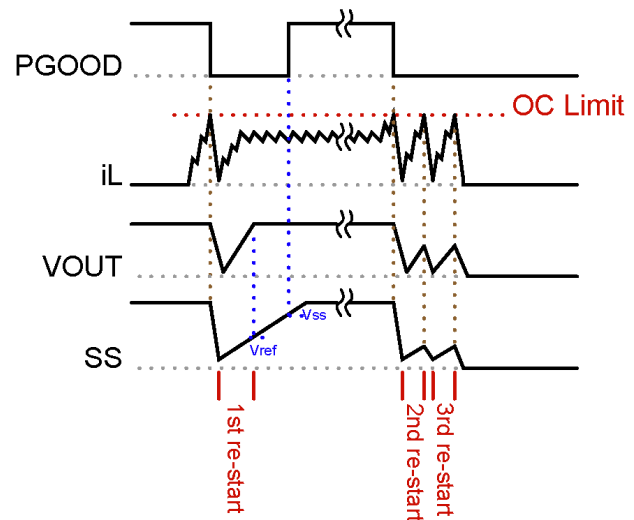 PGOOD
OC Limit
iL
VOUT
Vss
Vref
SS
1st re-start
2nd re-start
3rd re-start